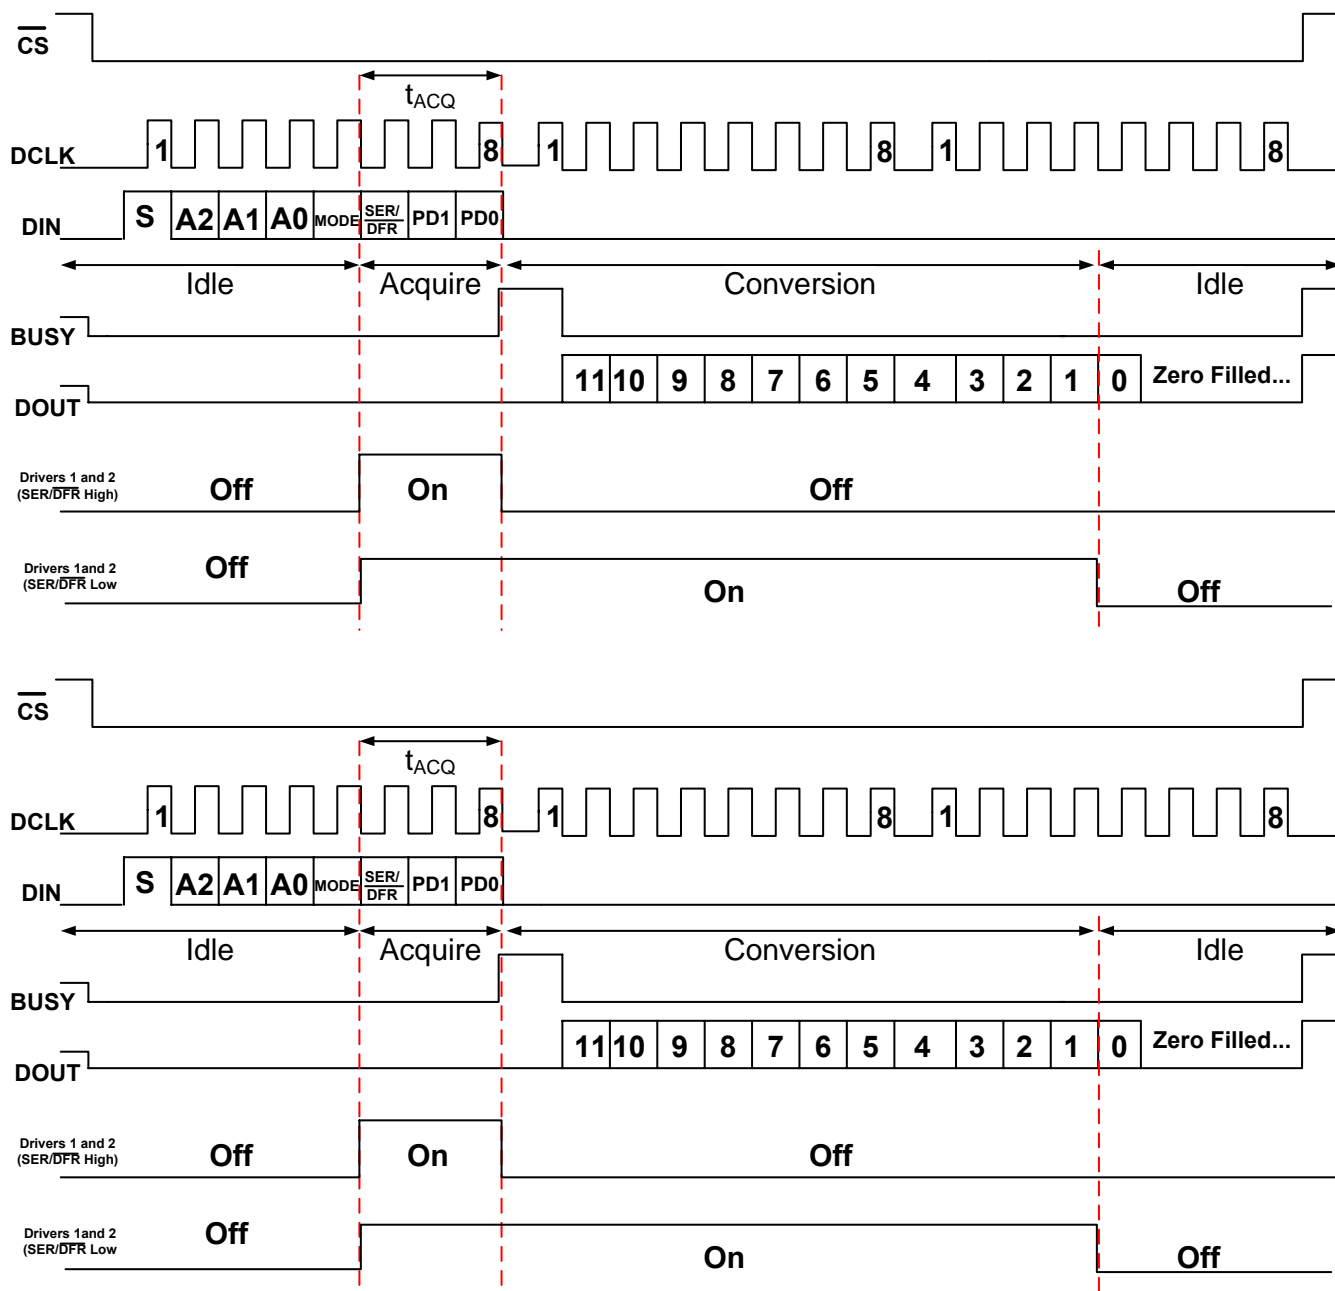 CS
tACQ
DCLK 1 8 1 8 1 8
DIN S A2 A1 A0 MODE SER/DFR PD1 PD0
Idle Acquire Conversion Idle
BUSY
DOUT 11 10 9 8 7 6 5 4 3 2 1 0 Zero Filled...
Drivers 1 and 2
(SER/DFR High)
Off On Off
Drivers 1and 2
(SER/DFR Low
Off On Off
CS
tACQ
DCLK 1 8 1 8 1 8
DIN S A2 A1 A0 MODE SER/DFR PD1 PD0
Idle Acquire Conversion Idle
BUSY
DOUT 11 10 9 8 7 6 5 4 3 2 1 0 Zero Filled...
Drivers 1 and 2
(SER/DFR High)
Off On Off
Drivers 1and 2
(SER/DFR Low
Off On Off